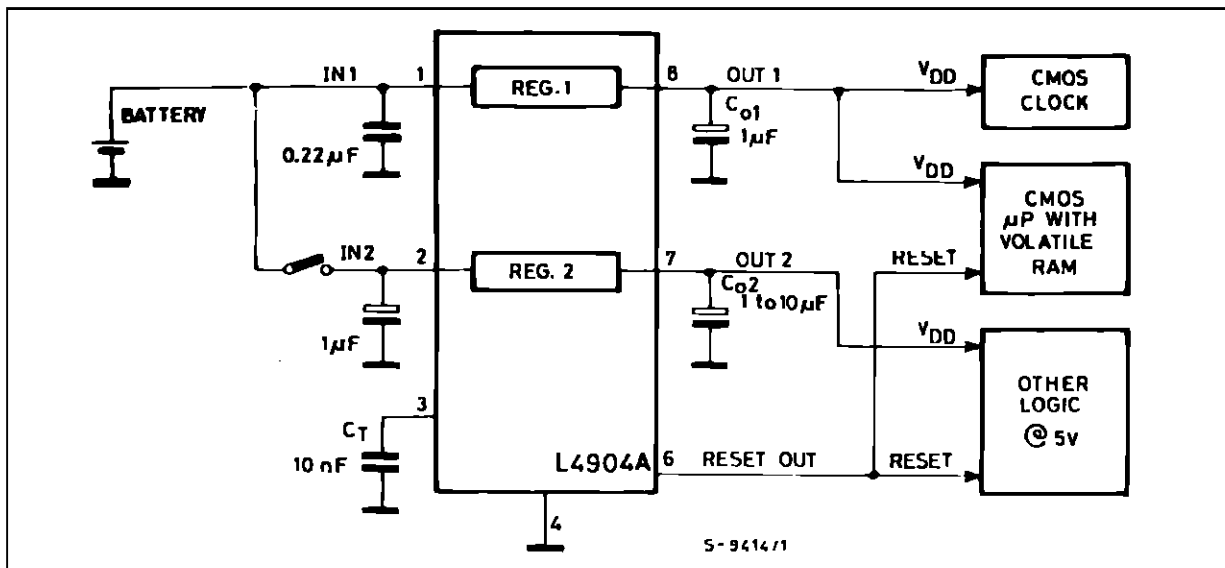 BATTERY
IN1
1
0.22µF
REG. 1
8
OUT 1
C o1
1µF
VDD
CMOS
CLOCK
VDD
CMOS
µP WITH
VOLATILE
RAM
RESET
IN2
2
1µF
REG. 2
7
OUT 2
C o2
1 to 10µF
VDD
OTHER
LOGIC
@ 5V
3
CT
10 nF
L4904A
6
RESET OUT
RESET
4
S-9414/1